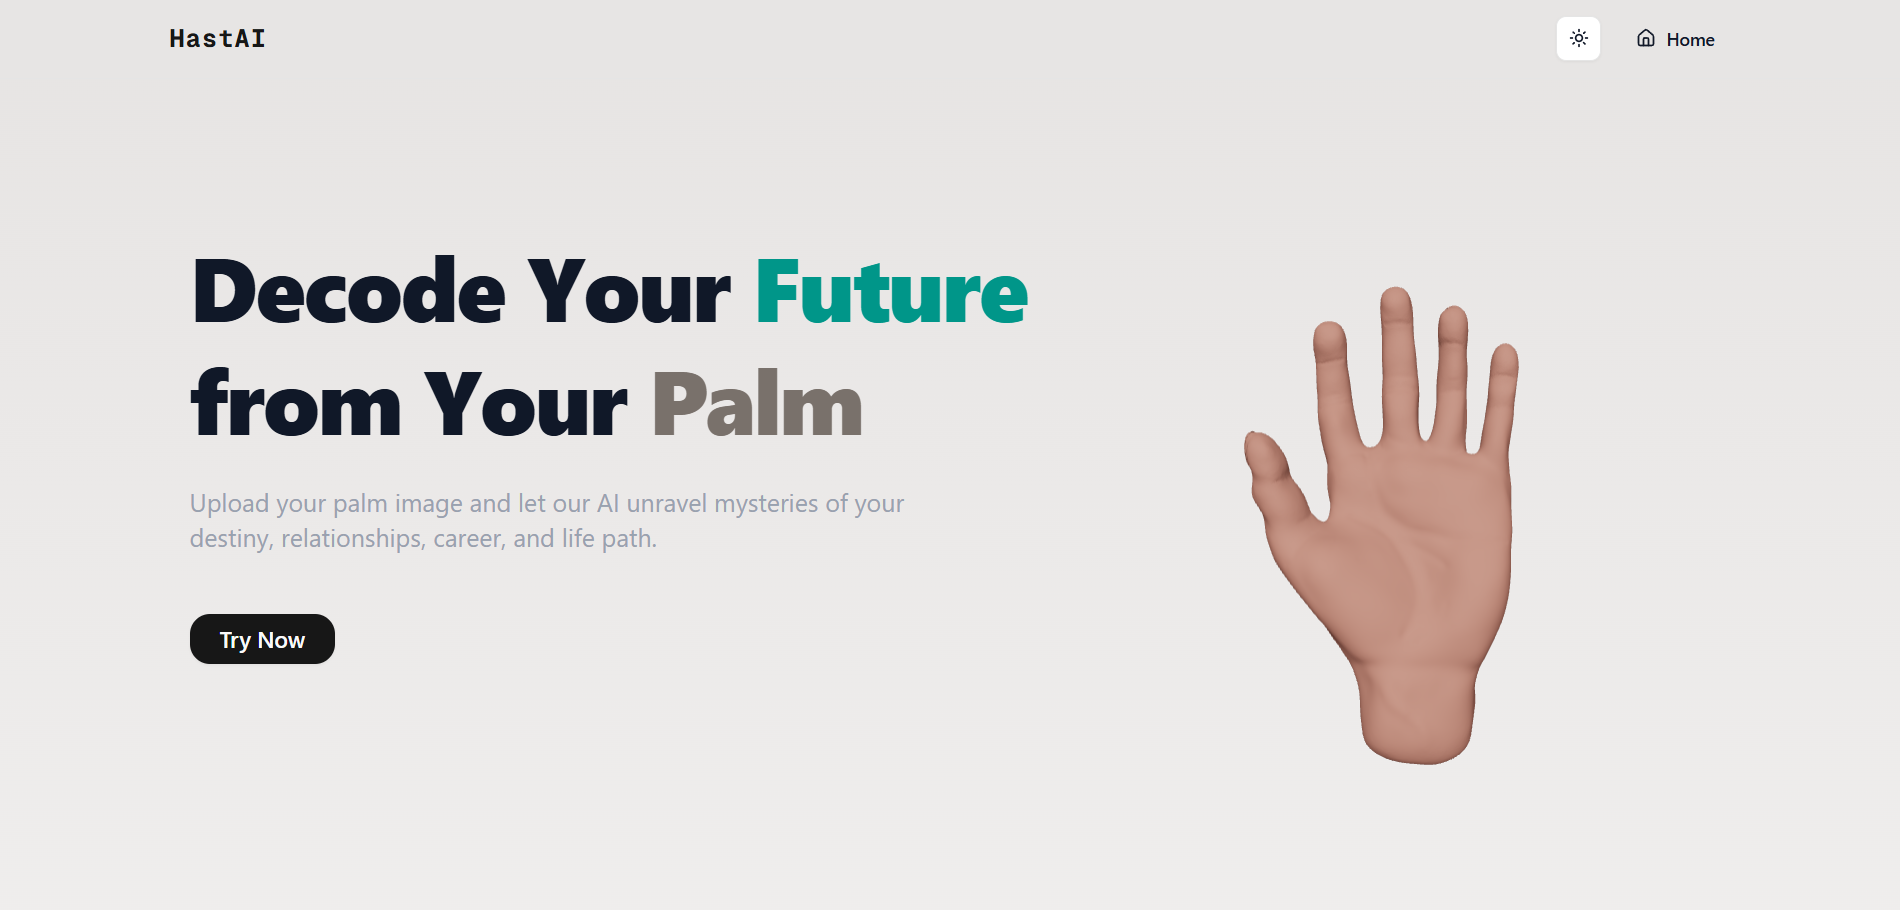 HastAI
Home
Decode Your Future
from Your Palm
Upload your palm image and let our AI unravel mysteries of your
destiny, relationships, career, and life path.
Try Now